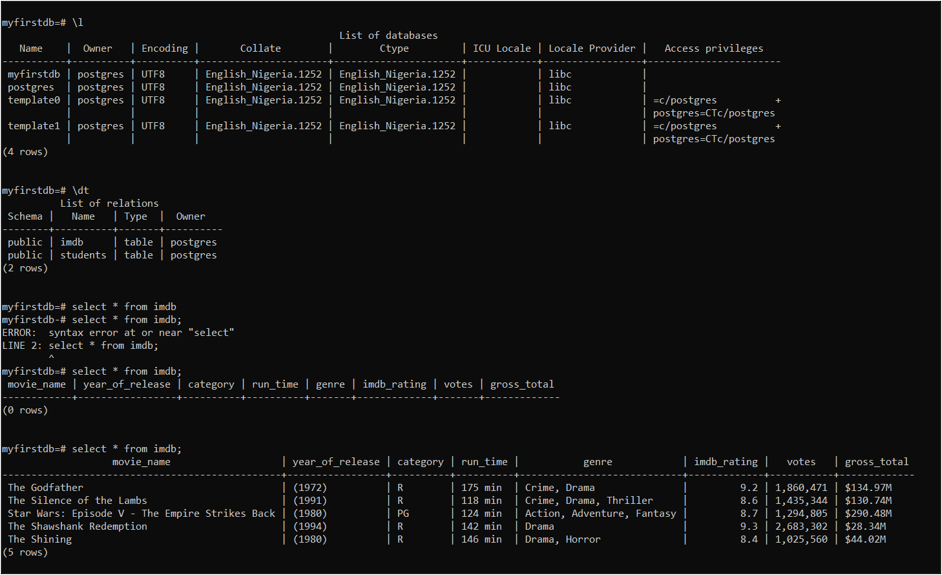 myfirstdb=# \l
                                                 List of databases
   Name    |  Owner   | Encoding |       Collate        |        Ctype         | ICU Locale | Locale Provider |   Access privileges
-----------+----------+----------+----------------------+----------------------+------------+-----------------+-----------------------
 myfirstdb | postgres | UTF8     | English_Nigeria.1252 | English_Nigeria.1252 |            | libc            |
 postgres  | postgres | UTF8     | English_Nigeria.1252 | English_Nigeria.1252 |            | libc            |
 template0 | postgres | UTF8     | English_Nigeria.1252 | English_Nigeria.1252 |            | libc            | =c/postgres          +
           |          |          |                      |                      |            |                 | postgres=CTc/postgres
 template1 | postgres | UTF8     | English_Nigeria.1252 | English_Nigeria.1252 |            | libc            | =c/postgres          +
           |          |          |                      |                      |            |                 | postgres=CTc/postgres
(4 rows)
myfirstdb=# \dt
          List of relations
 Schema |   Name   | Type  |  Owner
--------+----------+-------+----------
 public | imdb     | table | postgres
 public | students | table | postgres
(2 rows)
myfirstdb=# select * from imdb
myfirstdb-# select * from imdb;
ERROR:  syntax error at or near "select"
LINE 2: select * from imdb;
        ^
myfirstdb=# select * from imdb;
 movie_name | year_of_release | category | run_time | genre | imdb_rating | votes | gross_total
------------+-----------------+----------+----------+-------+-------------+-------+-------------
(0 rows)
myfirstdb=# select * from imdb;
                   movie_name                   | year_of_release | category | run_time |           genre            | imdb_rating |   votes   | gross_total
------------------------------------------------+-----------------+----------+----------+----------------------------+-------------+-----------+-------------
 The Godfather                                  | (1972)          | R        | 175 min  | Crime, Drama               |         9.2 | 1,860,471 | $134.97M
 The Silence of the Lambs                       | (1991)          | R        | 118 min  | Crime, Drama, Thriller     |         8.6 | 1,435,344 | $130.74M
 Star Wars: Episode V - The Empire Strikes Back | (1980)          | PG       | 124 min  | Action, Adventure, Fantasy |         8.7 | 1,294,805 | $290.48M
 The Shawshank Redemption                       | (1994)          | R        | 142 min  | Drama                      |         9.3 | 2,683,302 | $28.34M
 The Shining                                    | (1980)          | R        | 146 min  | Drama, Horror              |         8.4 | 1,025,560 | $44.02M
(5 rows)